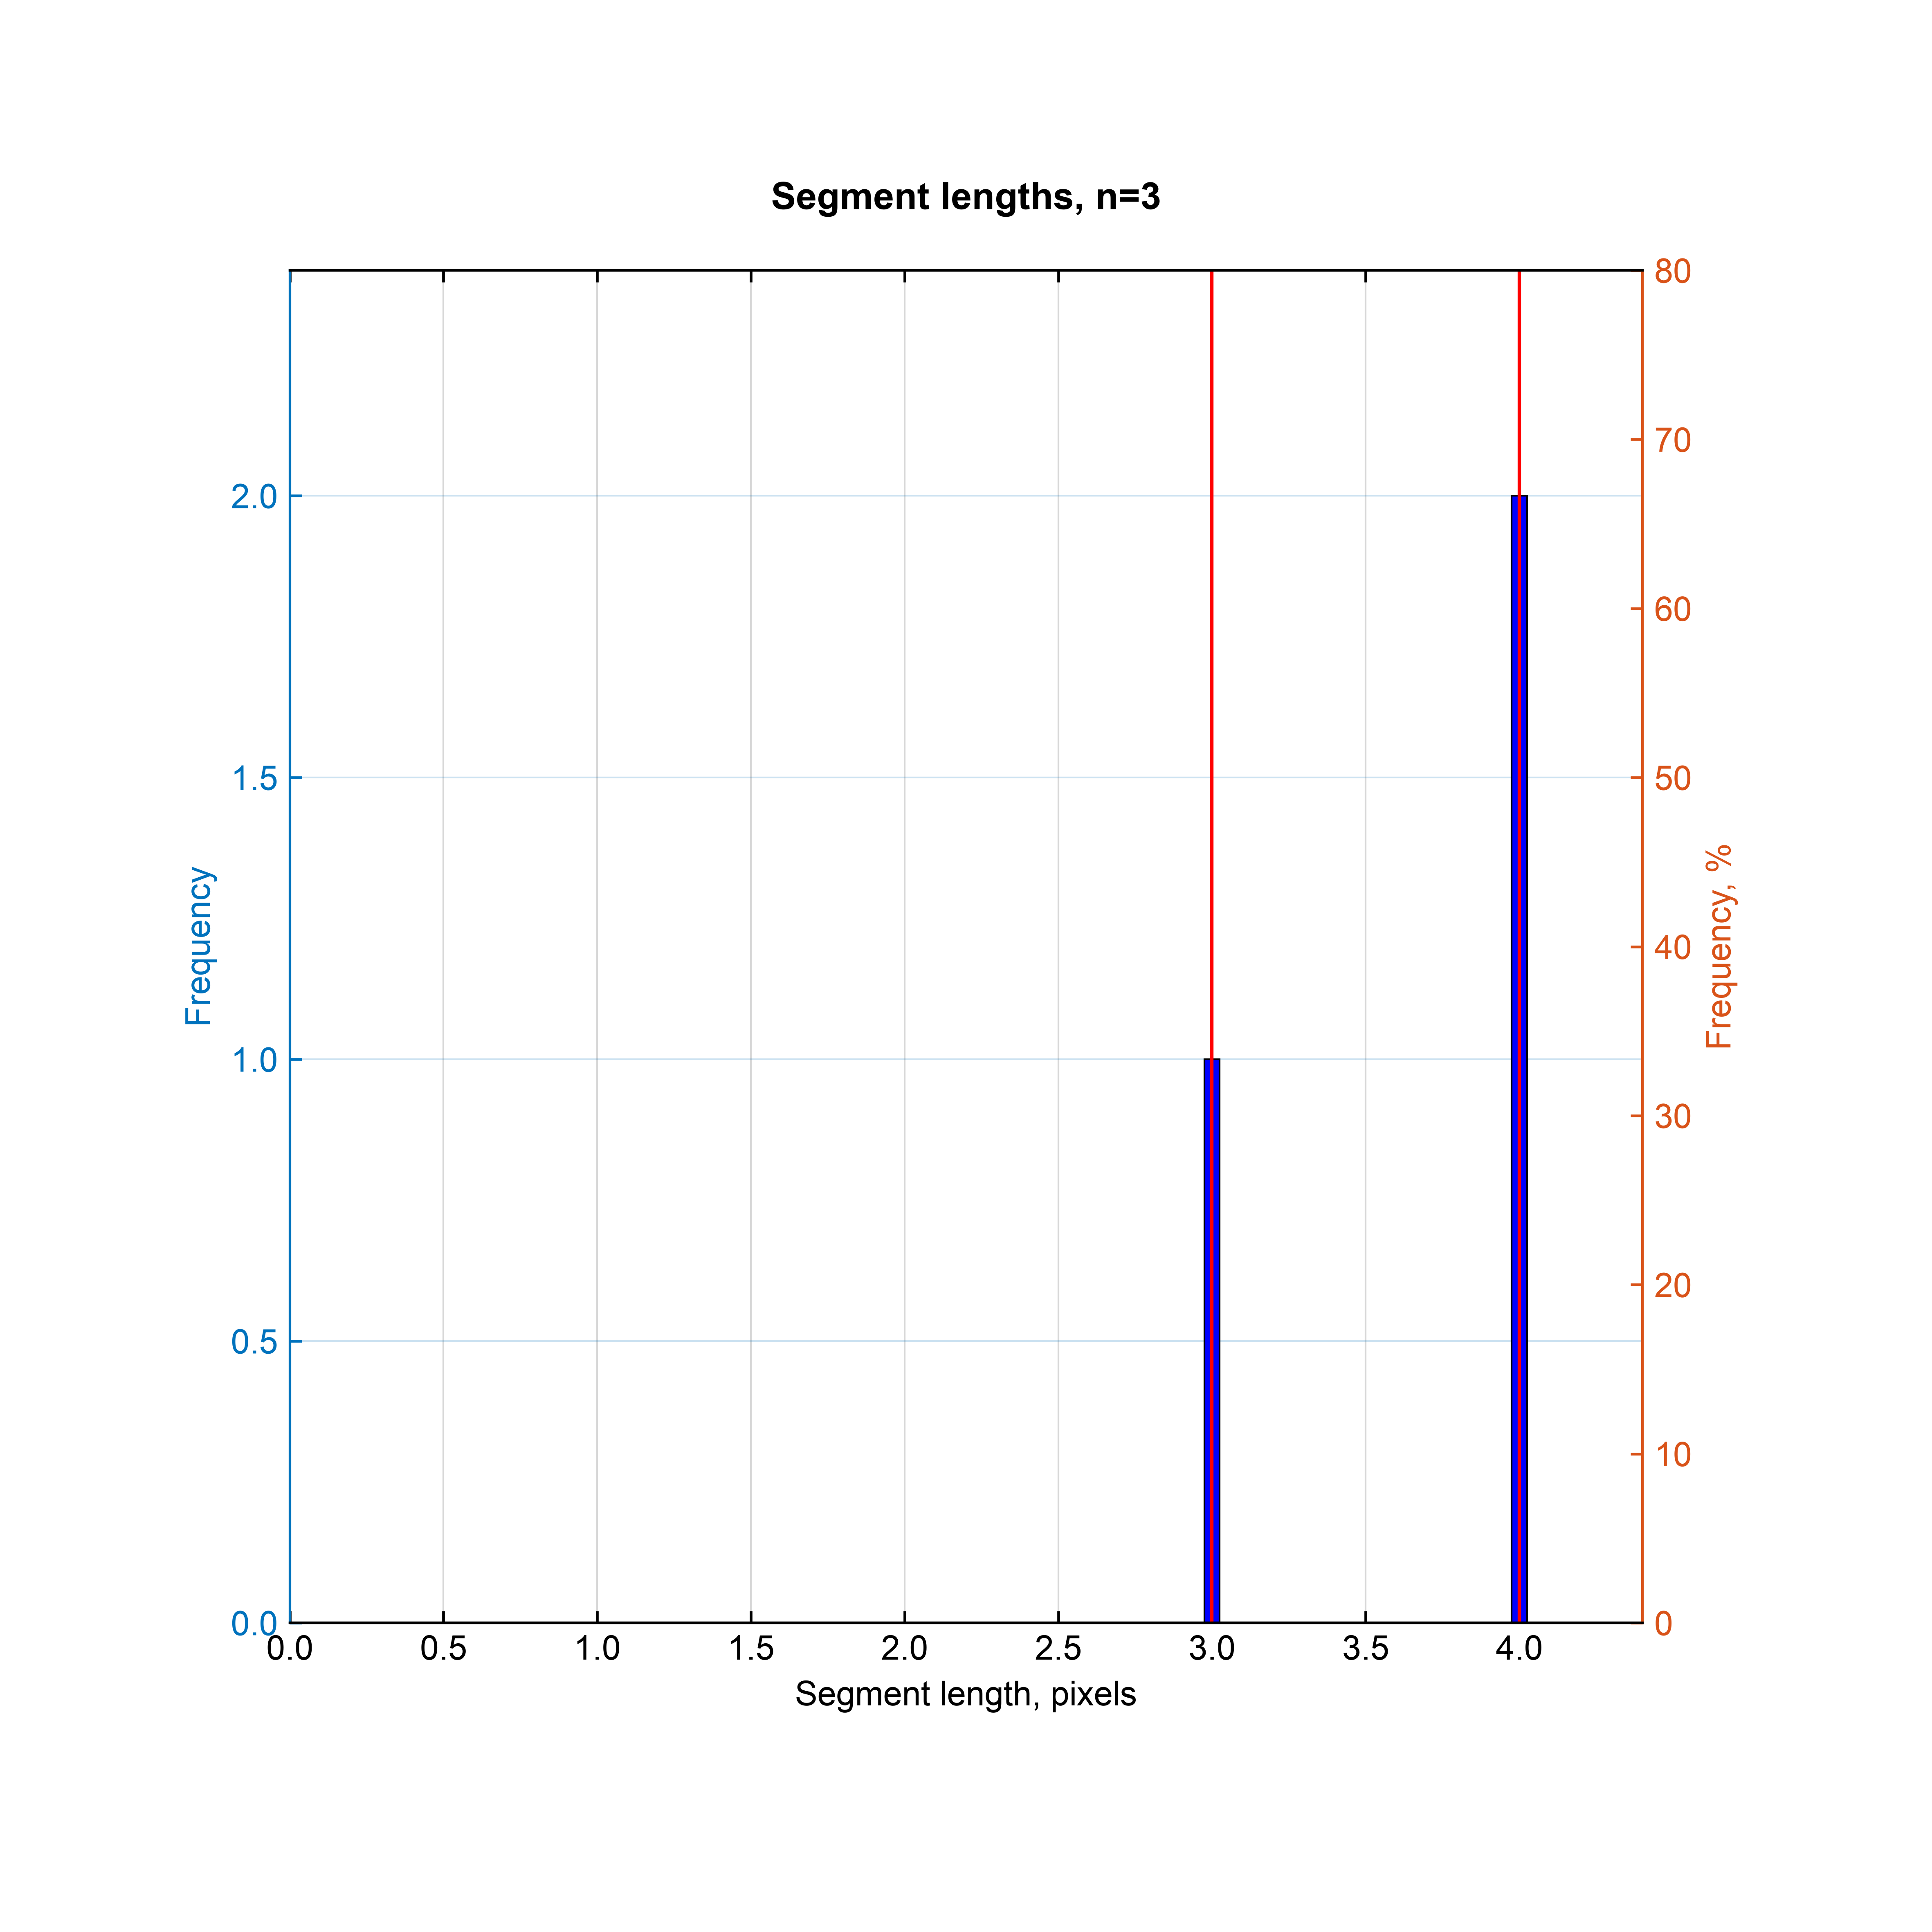 Segment lengths, n=3
Frequency
2.0
1.5
1.0
0.5
0.0
80
70
60
50
40
30
20
10
0
Frequency, %
0.0 0.5 1.0 1.5 2.0 2.5 3.0 3.5 4.0
Segment length, pixels